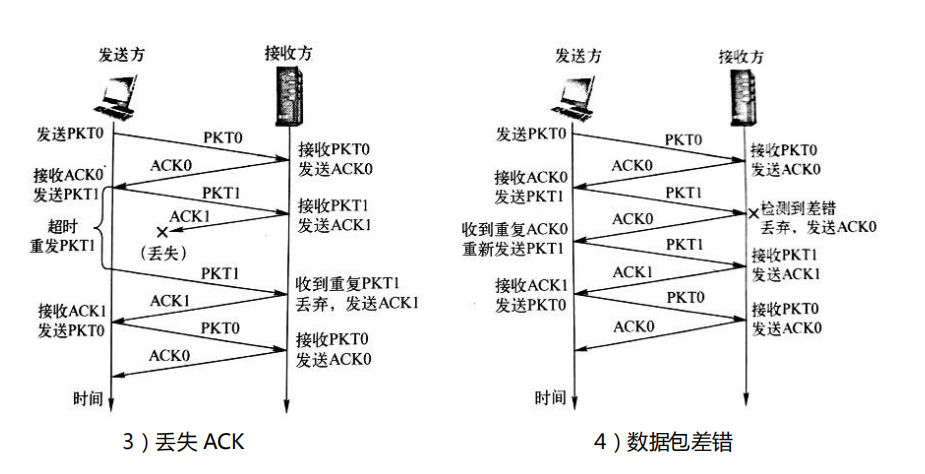 发送方
接收方
发送PKT0
PKT0
接收PKT0
发送ACK0
ACK0
接收ACK0
发送PKT1
PKT1
接收PKT1
发送ACK1
ACK1
(丢失)
超时
重发PKT1
PKT1
收到重复PKT1
丢弃，发送ACK1
ACK1
接收ACK1
发送PKT0
PKT0
接收PKT0
发送ACK0
ACK0
时间
3）丢失 ACK
发送方
接收方
发送PKT0
PKT0
接收PKT0
发送ACK0
ACK0
接收ACK0
发送PKT1
PKT1
检测到差错
丢弃，发送ACK0
ACK0
收到重复ACK0
重新发送PKT1
PKT1
接收PKT1
发送ACK1
ACK1
接收ACK1
发送PKT0
PKT0
接收PKT0
发送ACK0
ACK0
时间
4）数据包差错